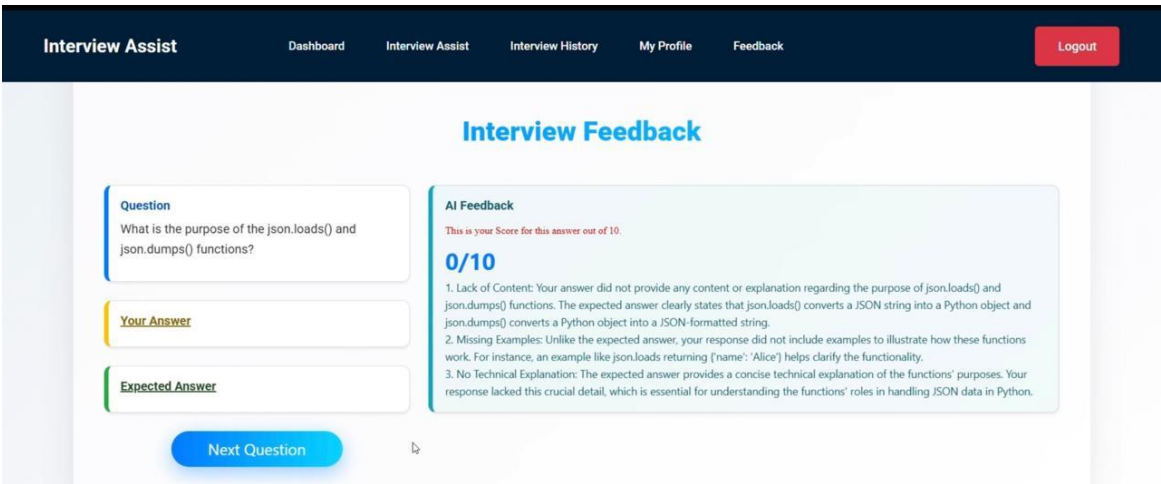 Interview Assist
Dashboard
Interview Assist
Interview History
My Profile
Feedback
Logout
Interview Feedback
Question
What is the purpose of the json.loads() and
json.dumps() functions?
Your Answer
Expected Answer
Next Question
AI Feedback
This is your Score for this answer out of 10.
0/10
1. Lack of Content: Your answer did not provide any content or explanation regarding the purpose of json.loads() and
json.dumps() functions. The expected answer clearly states that json.loads() converts a JSON string into a Python object and
json.dumps() converts a Python object into a JSON-formatted string.
2. Missing Examples: Unlike the expected answer, your response did not include examples to illustrate how these functions
work. For instance, an example like json.loads returning {'name': 'Alice'} helps clarify the functionality.
3. No Technical Explanation: The expected answer provides a concise technical explanation of the functions' purposes. Your
response lacked this crucial detail, which is essential for understanding the functions' roles in handling JSON data in Python.